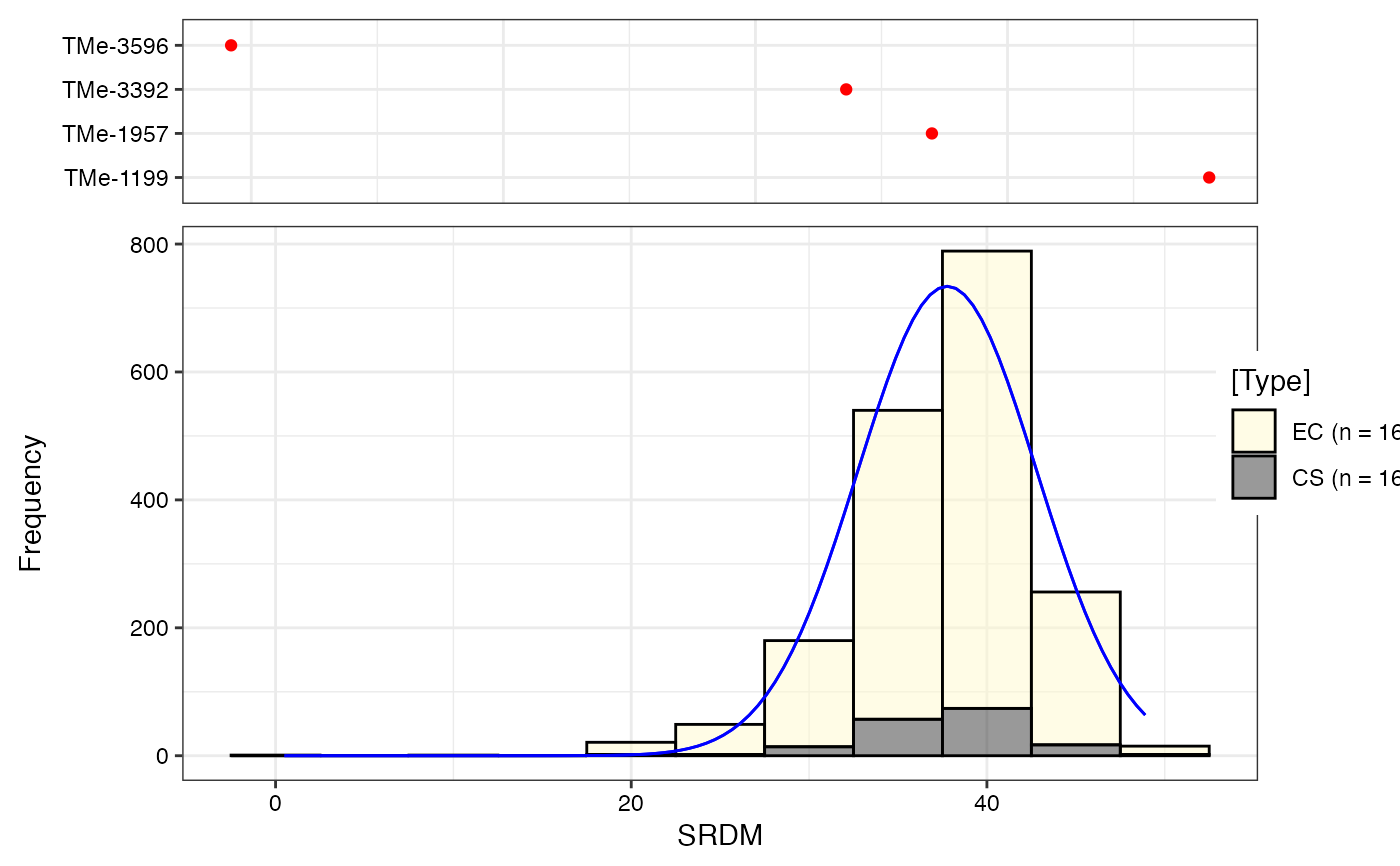 TMe-3596
TMe-3392
TMe-1957
TMe-1199
800
600
400
200
0
Frequency
0 20 40
SRDM
[Type]
EC (n = 16
CS (n = 16